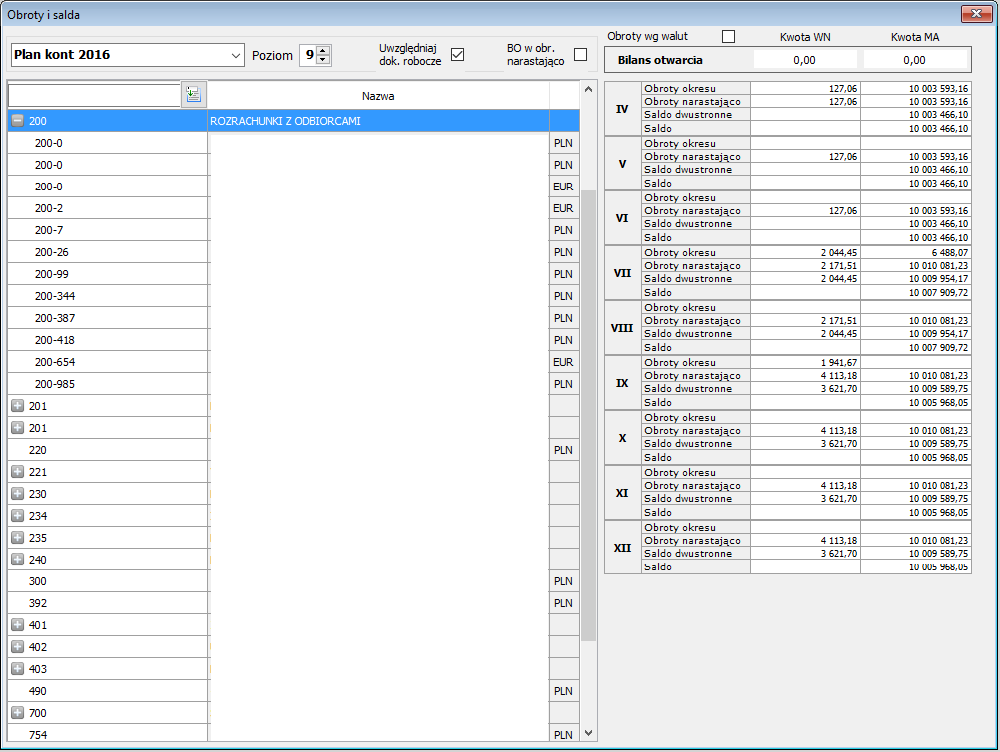 Obroty i salda
Plan kont 2016
Poziom
9
Uwzględniaj
dok. robocze
BO w obr.
narastająco
Nazwa
200 ROZRACHUNKI Z ODBIORCAMI
200-0 PLN
200-0 PLN
200-0 EUR
200-2 EUR
200-7 PLN
200-26 PLN
200-99 PLN
200-344 PLN
200-387 PLN
200-418 PLN
200-654 EUR
200-985 PLN
201
201
220 PLN
221
230
234
235
240
300 PLN
392 PLN
401
402
403
490 PLN
700
754 PLN
Obroty wg walut Kwota WN Kwota MA
Bilans otwarcia 0,00 0,00
IV
Obroty okresu 127,06 10 003 593,16
Obroty narastająco 127,06 10 003 593,16
Saldo dwustronne 10 003 466,10
Saldo 10 003 466,10
V
Obroty okresu
Obroty narastająco 127,06 10 003 593,16
Saldo dwustronne 10 003 466,10
Saldo 10 003 466,10
VI
Obroty okresu
Obroty narastająco 127,06 10 003 593,16
Saldo dwustronne 10 003 466,10
Saldo 10 003 466,10
VII
Obroty okresu 2 044,45 6 488,07
Obroty narastająco 2 171,51 10 010 081,23
Saldo dwustronne 2 044,45 10 009 954,17
Saldo 10 007 909,72
VIII
Obroty okresu
Obroty narastająco 2 171,51 10 010 081,23
Saldo dwustronne 2 044,45 10 009 954,17
Saldo 10 007 909,72
IX
Obroty okresu 1 941,67
Obroty narastająco 4 113,18 10 010 081,23
Saldo dwustronne 3 621,70 10 009 589,75
Saldo 10 005 968,05
X
Obroty okresu
Obroty narastająco 4 113,18 10 010 081,23
Saldo dwustronne 3 621,70 10 009 589,75
Saldo 10 005 968,05
XI
Obroty okresu
Obroty narastająco 4 113,18 10 010 081,23
Saldo dwustronne 3 621,70 10 009 589,75
Saldo 10 005 968,05
XII
Obroty okresu
Obroty narastająco 4 113,18 10 010 081,23
Saldo dwustronne 3 621,70 10 009 589,75
Saldo 10 005 968,05